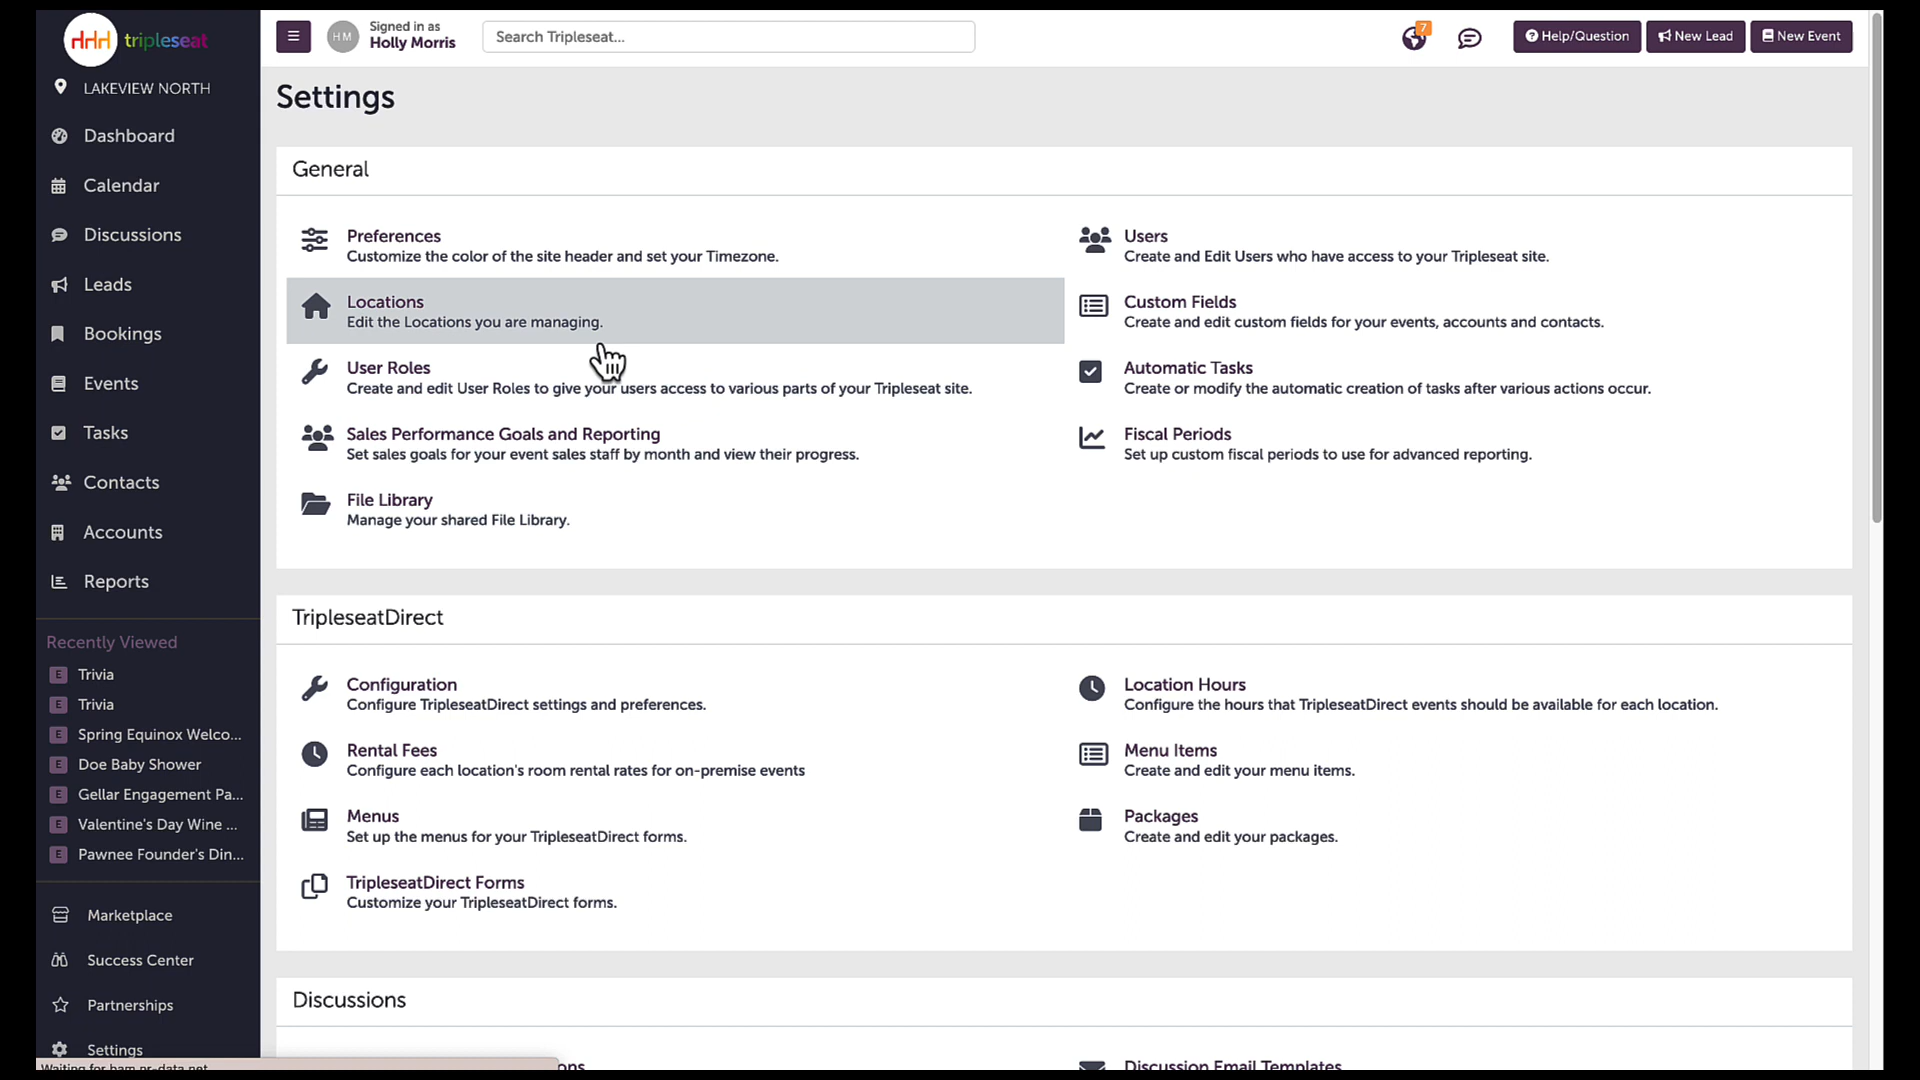 tripleseat
LAKEVIEW NORTH
Dashboard
Calendar
Discussions
Leads
Bookings
Events
Tasks
Contacts
Accounts
Reports
Recently Viewed
E Trivia
E Trivia
E Spring Equinox Welco...
E Doe Baby Shower
E Gellar Engagement Pa...
E Valentine's Day Wine ...
E Pawnee Founder's Din...
Marketplace
Success Center
Partnerships
Settings
Waiting for bam.nr-data.net
HM
Signed in as
Holly Morris
Search Tripleseat...
7
Help/Question
New Lead
New Event
Settings
General
Preferences
Customize the color of the site header and set your Timezone.
Users
Create and Edit Users who have access to your Tripleseat site.
Locations
Edit the Locations you are managing.
Custom Fields
Create and edit custom fields for your events, accounts and contacts.
User Roles
Create and edit User Roles to give your users access to various parts of your Tripleseat site.
Automatic Tasks
Create or modify the automatic creation of tasks after various actions occur.
Sales Performance Goals and Reporting
Set sales goals for your event sales staff by month and view their progress.
Fiscal Periods
Set up custom fiscal periods to use for advanced reporting.
File Library
Manage your shared File Library.
TripleseatDirect
Configuration
Configure TripleseatDirect settings and preferences.
Location Hours
Configure the hours that TripleseatDirect events should be available for each location.
Rental Fees
Configure each location's room rental rates for on-premise events
Menu Items
Create and edit your menu items.
Menus
Set up the menus for your TripleseatDirect forms.
Packages
Create and edit your packages.
TripleseatDirect Forms
Customize your TripleseatDirect forms.
Discussions
ons
Discussion Email Templates